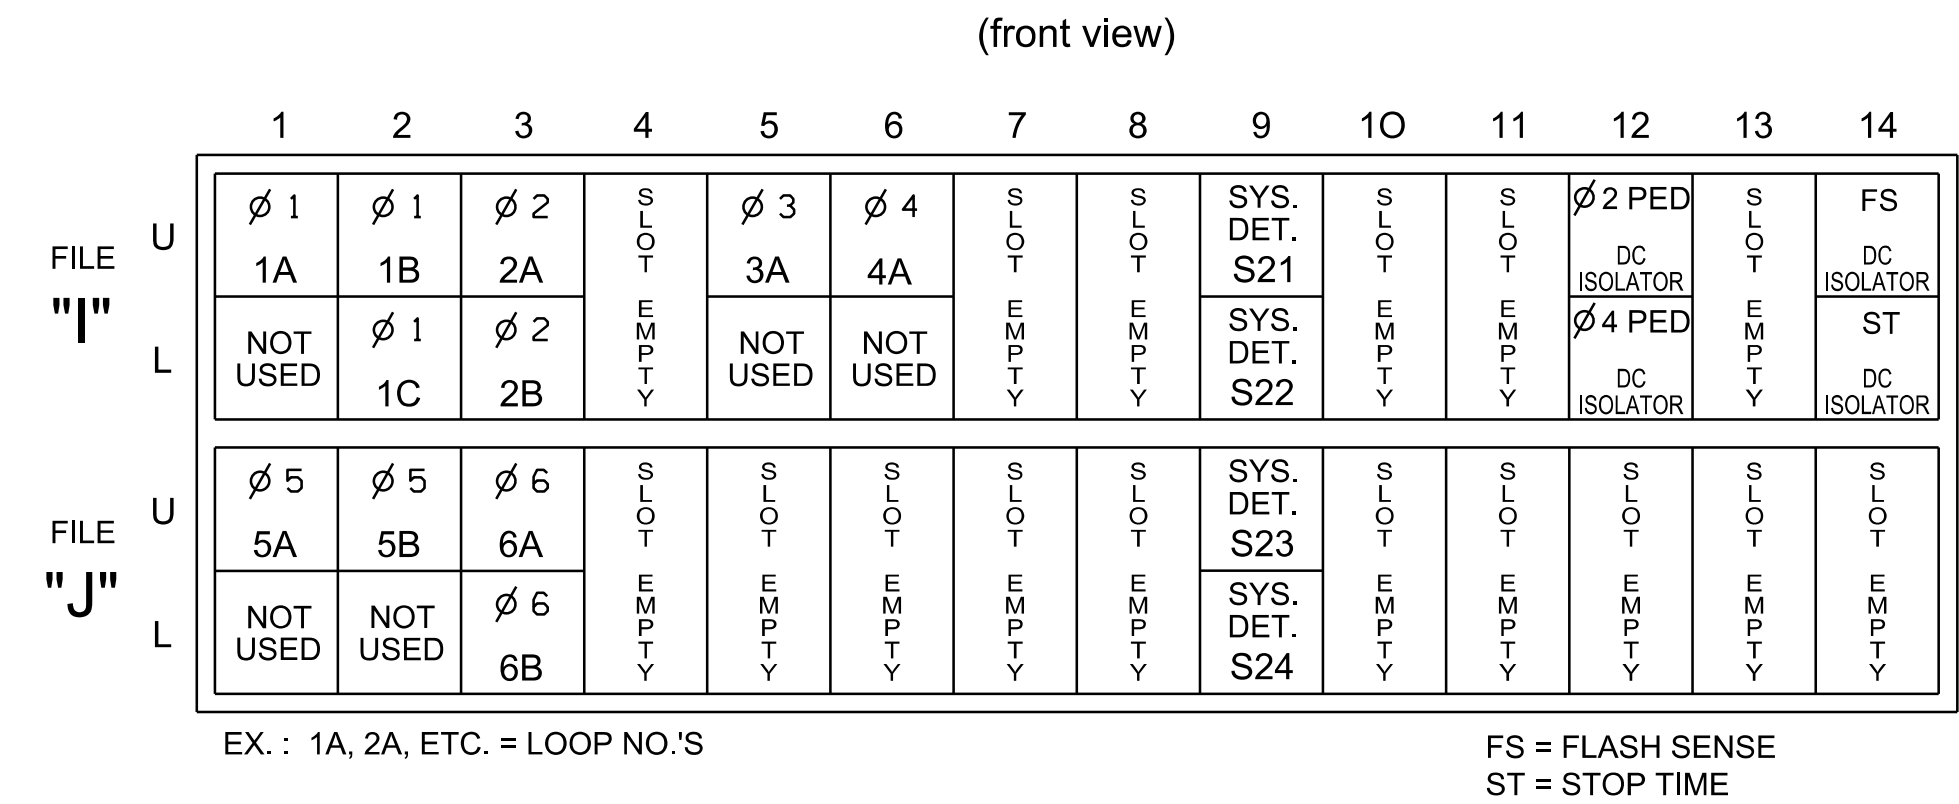 (front view)
1 2 3 4 5 6 7 8 9 1O 11 12 13 14
FILE
"I"
U
L
Ø 1
1A
Ø 1
1B
Ø 2
2A
SLOT EMPTY
Ø 3
3A
Ø 4
4A
SLOT EMPTY
SLOT EMPTY
SYS.
DET.
S21
SLOT EMPTY
SLOT EMPTY
Ø 2 PED
DC
ISOLATOR
SLOT EMPTY
FS
DC
ISOLATOR
NOT
USED
Ø 1
1C
Ø 2
2B
NOT
USED
NOT
USED
SYS.
DET.
S22
Ø 4 PED
DC
ISOLATOR
ST
DC
ISOLATOR
FILE
"J"
U
L
Ø 5
5A
Ø 5
5B
Ø 6
6A
SLOT EMPTY
SLOT EMPTY
SLOT EMPTY
SLOT EMPTY
SLOT EMPTY
SYS.
DET.
S23
SLOT EMPTY
SLOT EMPTY
SLOT EMPTY
SLOT EMPTY
SLOT EMPTY
NOT
USED
NOT
USED
Ø 6
6B
SYS.
DET.
S24
EX. : 1A, 2A, ETC. = LOOP NO.'S
FS = FLASH SENSE
ST = STOP TIME